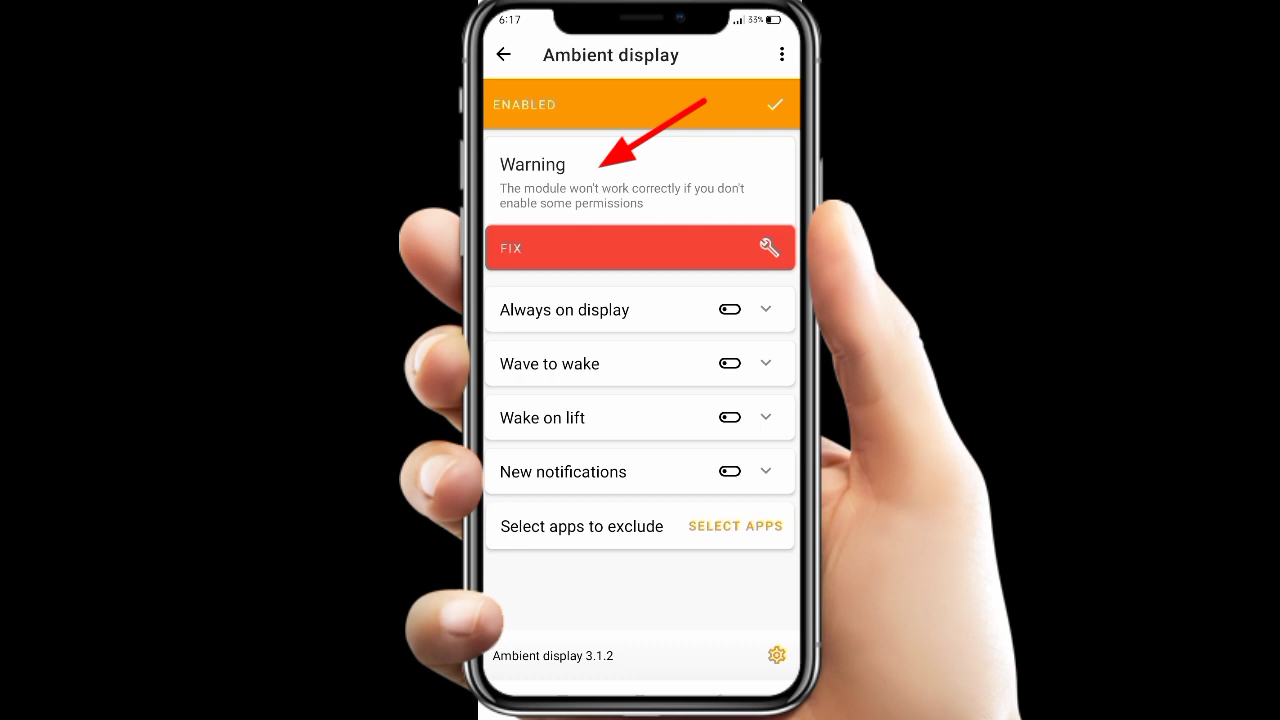 6:17
33%
Ambient display
ENABLED
Warning
The module won't work correctly if you don't
enable some permissions
FIX
Always on display
Wave to wake
Wake on lift
New notifications
Select apps to exclude SELECT APPS
Ambient display 3.1.2